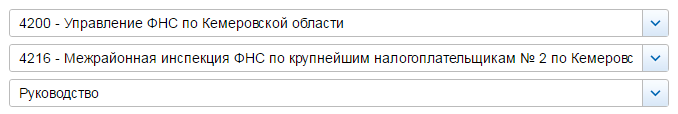 4200 - Управление ФНС по Кемеровской области
4216 - Межрайонная инспекция ФНС по крупнейшим налогоплательщикам № 2 по Кемеровс
Руководство